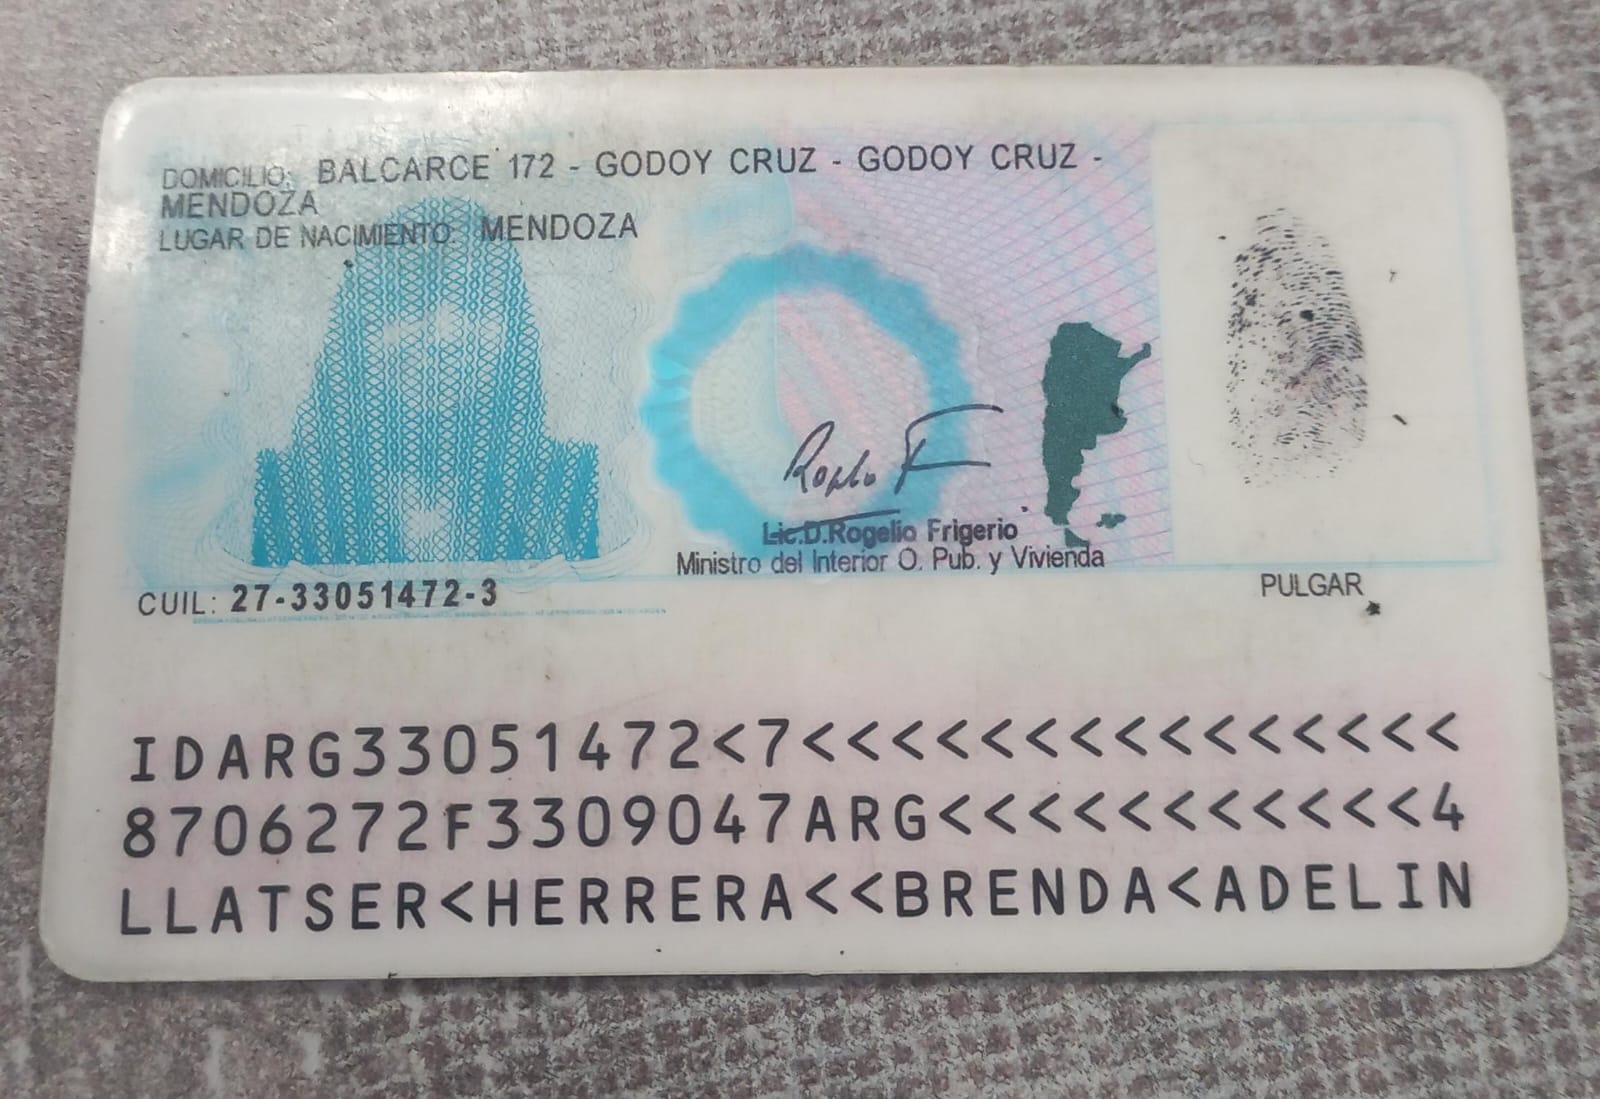 DOMICILIO: BALCARCE 172 - GODOY CRUZ - GODOY CRUZ -
MENDOZA
LUGAR DE NACIMIENTO: MENDOZA
Lic.D.Rogelio Frigerio
Ministro del Interior O. Pub. y Vivienda
CUIL: 27-33051472-3
PULGAR
IDARG33051472<7<<<<<<<<<<<<<<<
8706272F3309047ARG<<<<<<<<<<<4
LLATSER<HERRERA<<BRENDA<ADELIN